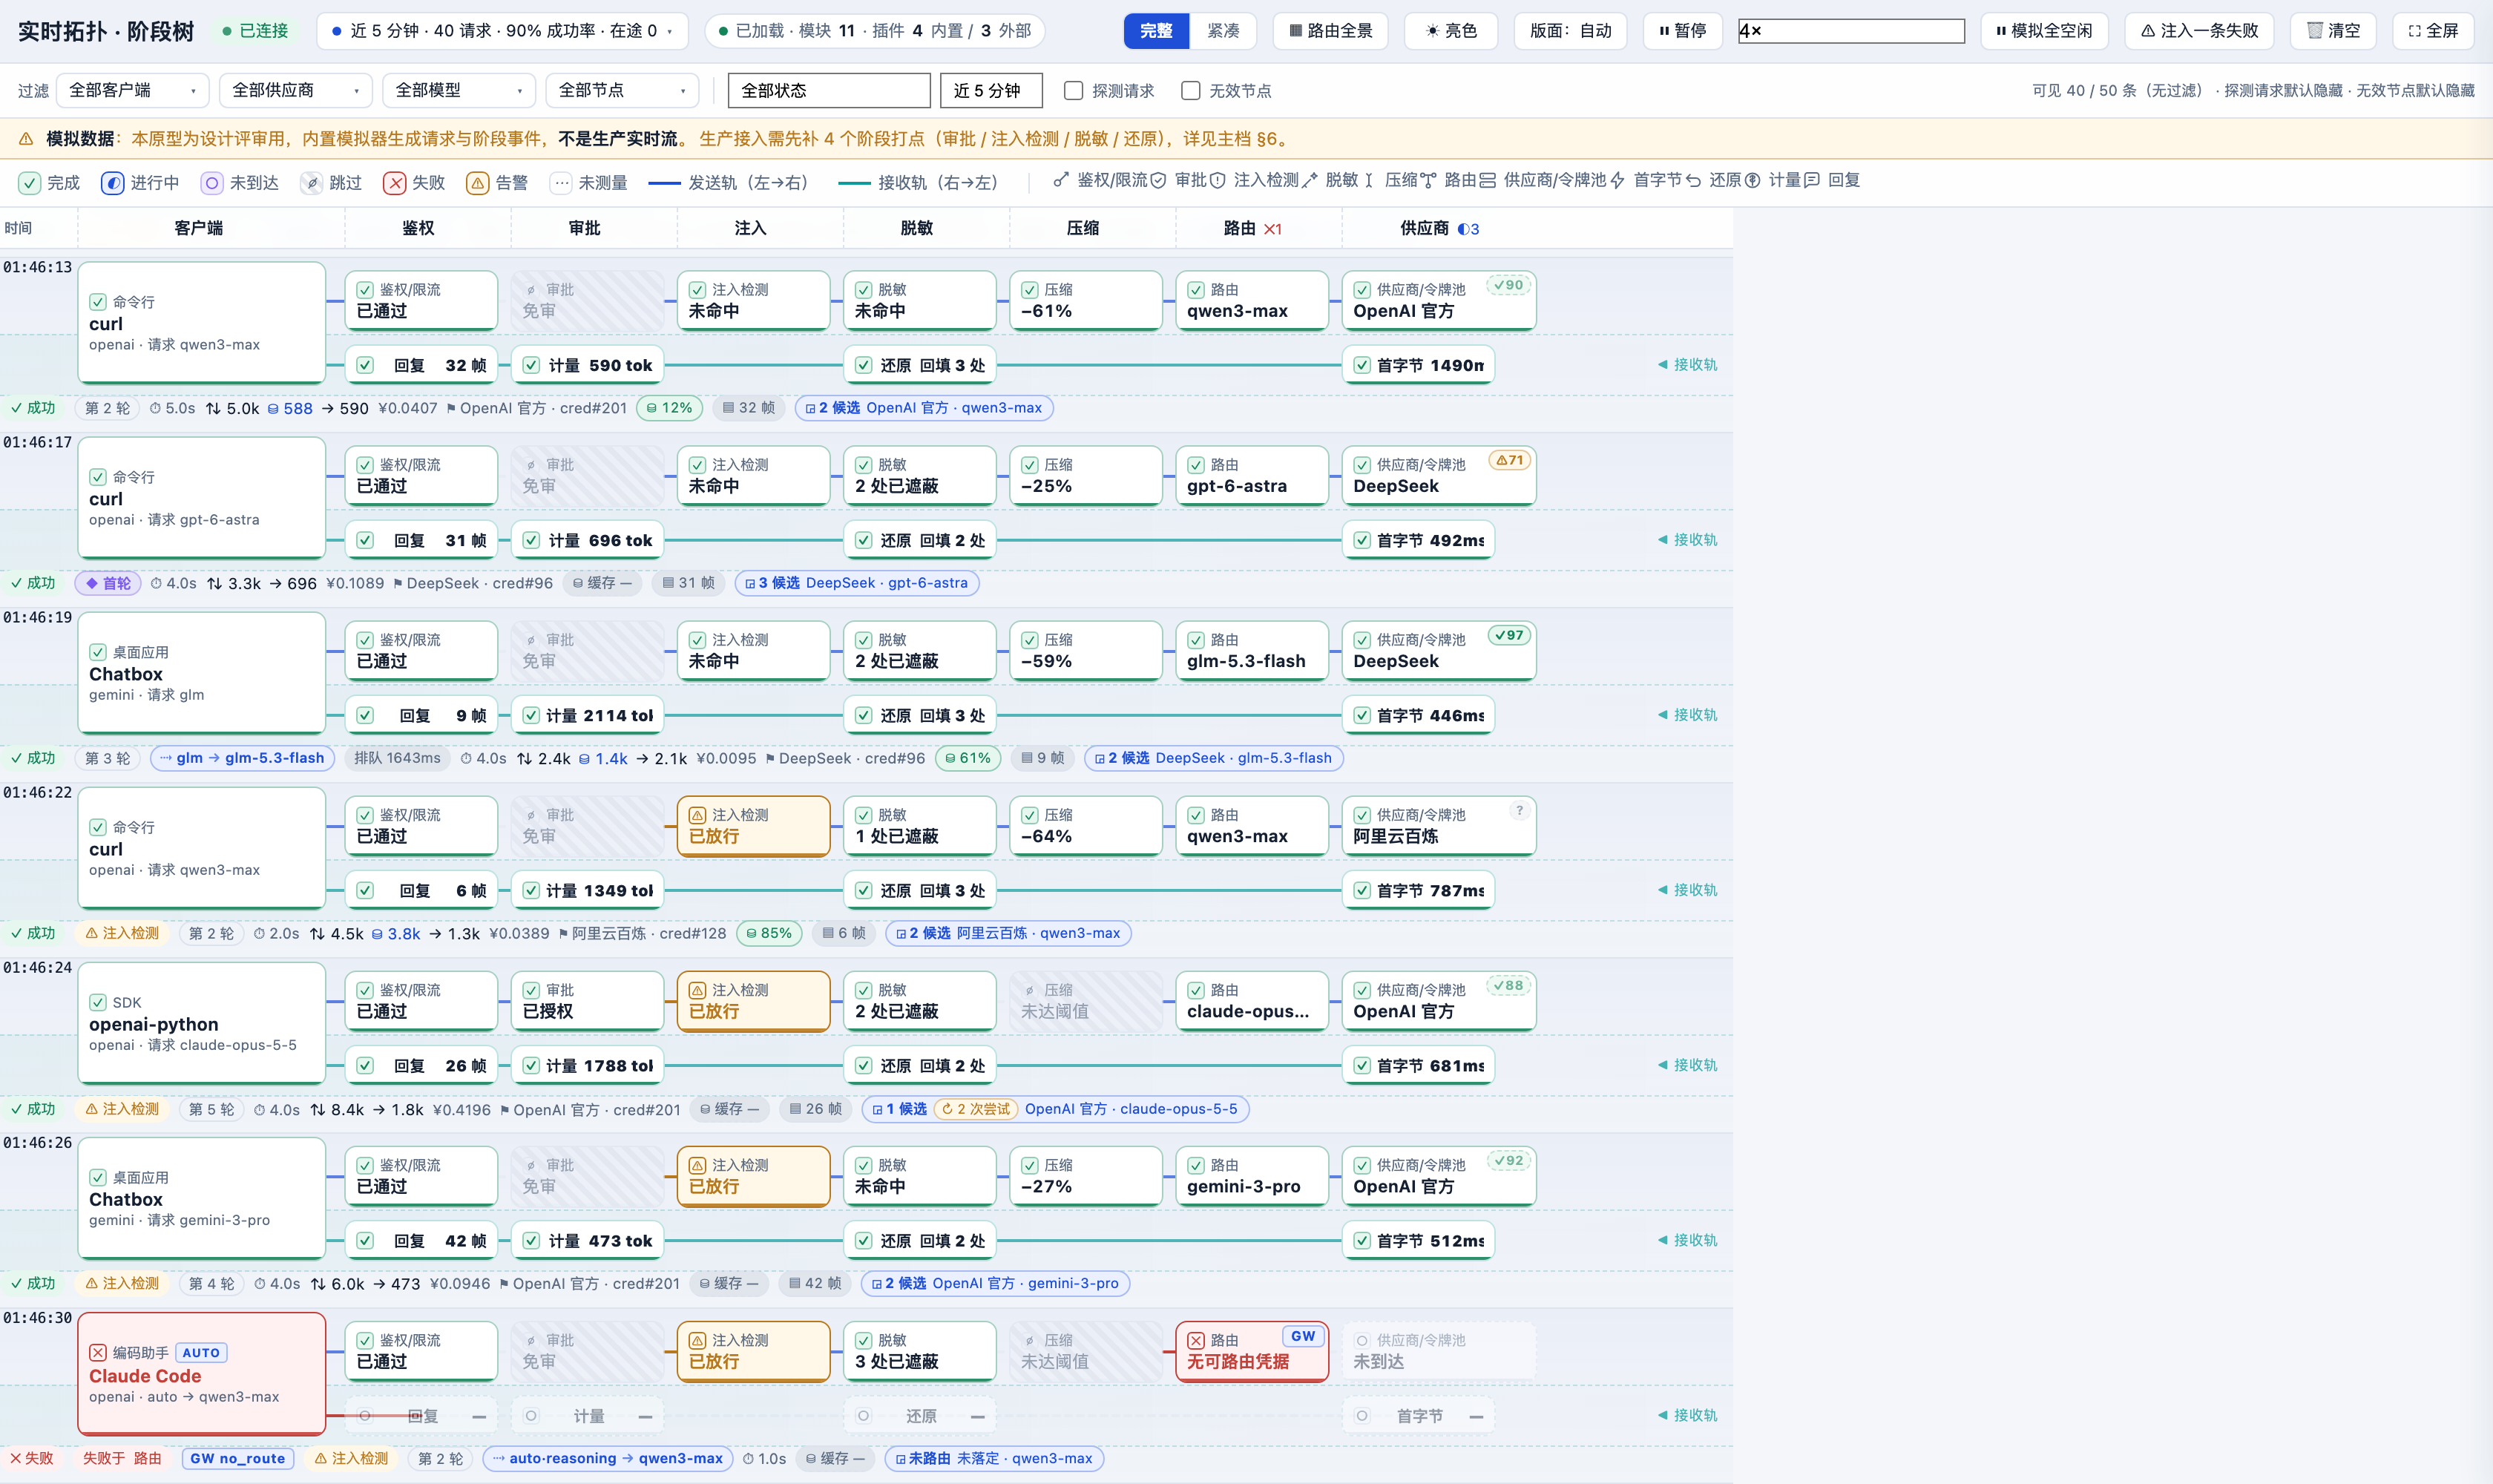 实时拓扑 · 阶段树 已连接 近 5 分钟 · 40 请求 · 90% 成功率 · 在途 0 已加载 · 模块 11 · 插件 4 内置 / 3 外部 完整 紧凑 路由全景 亮色 版面：自动 暂停 4× 模拟全空闲 注入一条失败 清空 全屏
过滤 全部客户端 全部供应商 全部模型 全部节点 全部状态 近 5 分钟 探测请求 无效节点 可见 40 / 50 条（无过滤） · 探测请求默认隐藏 · 无效节点默认隐藏
模拟数据：本原型为设计评审用，内置模拟器生成请求与阶段事件，不是生产实时流。 生产接入需先补 4 个阶段打点（审批 / 注入检测 / 脱敏 / 还原），详见主档 §6。
完成 进行中 未到达 跳过 失败 告警 未测量 发送轨（左→右） 接收轨（右→左） 鉴权/限流 审批 注入检测 脱敏 压缩 路由 供应商/令牌池 首字节 还原 计量 回复
时间 客户端 鉴权 审批 注入 脱敏 压缩 路由 ×1 供应商 3
01:46:13
命令行 鉴权/限流 审批 注入检测 脱敏 压缩 路由 供应商/令牌池 ✓90
curl 已通过 免审 未命中 未命中 −61% qwen3-max OpenAI 官方
openai · 请求 qwen3-max
回复 32 帧 计量 590 tok 还原 回填 3 处 首字节 1490m ◀ 接收轨
✓ 成功 第 2 轮 5.0s ⇅ 5.0k 588 → 590 ¥0.0407 OpenAI 官方 · cred#201 12% 32 帧 2 候选 OpenAI 官方 · qwen3-max
01:46:17
命令行 鉴权/限流 审批 注入检测 脱敏 压缩 路由 供应商/令牌池 71
curl 已通过 免审 未命中 2 处已遮蔽 −25% gpt-6-astra DeepSeek
openai · 请求 gpt-6-astra
回复 31 帧 计量 696 tok 还原 回填 2 处 首字节 492ms ◀ 接收轨
✓ 成功 ◆ 首轮 4.0s ⇅ 3.3k → 696 ¥0.1089 DeepSeek · cred#96 缓存 — 31 帧 3 候选 DeepSeek · gpt-6-astra
01:46:19
桌面应用 鉴权/限流 审批 注入检测 脱敏 压缩 路由 供应商/令牌池 ✓97
Chatbox 已通过 免审 未命中 2 处已遮蔽 −59% glm-5.3-flash DeepSeek
gemini · 请求 glm
回复 9 帧 计量 2114 tok 还原 回填 3 处 首字节 446ms ◀ 接收轨
✓ 成功 第 3 轮 glm → glm-5.3-flash 排队 1643ms 4.0s ⇅ 2.4k 1.4k → 2.1k ¥0.0095 DeepSeek · cred#96 61% 9 帧 2 候选 DeepSeek · glm-5.3-flash
01:46:22
命令行 鉴权/限流 审批 注入检测 脱敏 压缩 路由 供应商/令牌池 ?
curl 已通过 免审 已放行 1 处已遮蔽 −64% qwen3-max 阿里云百炼
openai · 请求 qwen3-max
回复 6 帧 计量 1349 tok 还原 回填 3 处 首字节 787ms ◀ 接收轨
✓ 成功 注入检测 第 2 轮 2.0s ⇅ 4.5k 3.8k → 1.3k ¥0.0389 阿里云百炼 · cred#128 85% 6 帧 2 候选 阿里云百炼 · qwen3-max
01:46:24
SDK 鉴权/限流 审批 注入检测 脱敏 压缩 路由 供应商/令牌池 ✓88
openai-python 已通过 已授权 已放行 2 处已遮蔽 未达阈值 claude-opus... OpenAI 官方
openai · 请求 claude-opus-5-5
回复 26 帧 计量 1788 tok 还原 回填 2 处 首字节 681ms ◀ 接收轨
✓ 成功 注入检测 第 5 轮 4.0s ⇅ 8.4k → 1.8k ¥0.4196 OpenAI 官方 · cred#201 缓存 — 26 帧 1 候选 2 次尝试 OpenAI 官方 · claude-opus-5-5
01:46:26
桌面应用 鉴权/限流 审批 注入检测 脱敏 压缩 路由 供应商/令牌池 ✓92
Chatbox 已通过 免审 已放行 未命中 −27% gemini-3-pro OpenAI 官方
gemini · 请求 gemini-3-pro
回复 42 帧 计量 473 tok 还原 回填 2 处 首字节 512ms ◀ 接收轨
✓ 成功 注入检测 第 4 轮 4.0s ⇅ 6.0k → 473 ¥0.0946 OpenAI 官方 · cred#201 缓存 — 42 帧 2 候选 OpenAI 官方 · gemini-3-pro
01:46:30
编码助手 AUTO 鉴权/限流 审批 注入检测 脱敏 压缩 路由 GW 供应商/令牌池
Claude Code 已通过 免审 已放行 3 处已遮蔽 未达阈值 无可路由凭据 未到达
openai · auto → qwen3-max
回复 — 计量 — 还原 — 首字节 — ◀ 接收轨
✕ 失败 失败于 路由 GW no_route 注入检测 第 2 轮 auto·reasoning → qwen3-max 1.0s 缓存 — 未路由 未落定 · qwen3-max